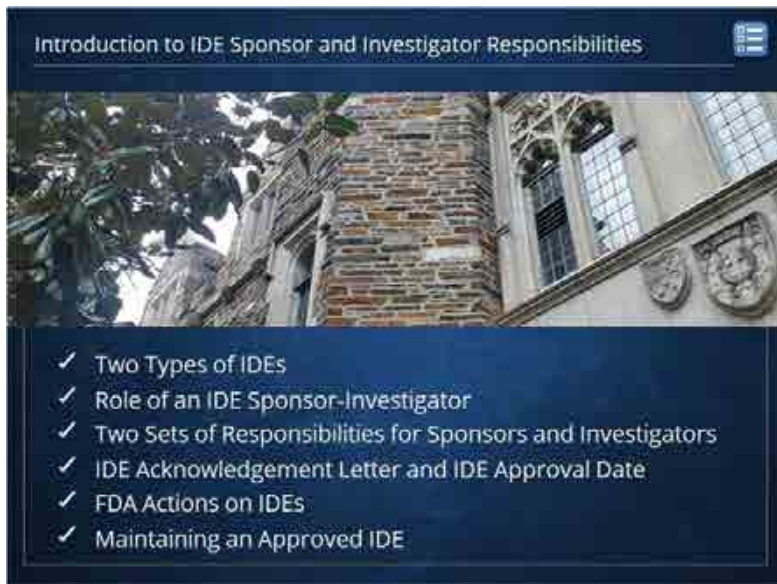 Introduction to IDE Sponsor and Investigator Responsibilities
✓ Two Types of IDEs
✓ Role of an IDE Sponsor-Investigator
✓ Two Sets of Responsibilities for Sponsors and Investigators
✓ IDE Acknowledgement Letter and IDE Approval Date
✓ FDA Actions on IDEs
✓ Maintaining an Approved IDE